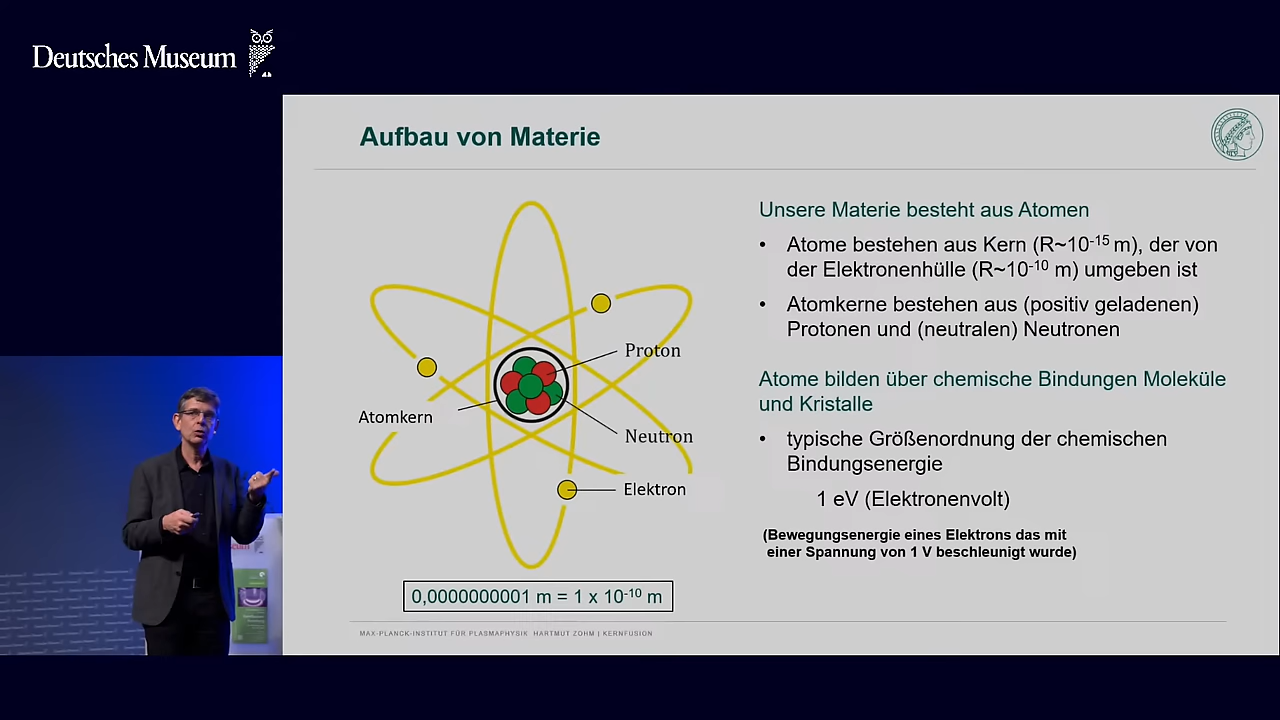 Deutsches Museum
Aufbau von Materie
Proton
Atomkern
Neutron
Elektron
0,0000000001 m = 1 x 10⁻¹⁰ m
Unsere Materie besteht aus Atomen
• Atome bestehen aus Kern (R~10⁻¹⁵ m), der von
der Elektronenhülle (R~10⁻¹⁰ m) umgeben ist
• Atomkerne bestehen aus (positiv geladenen)
Protonen und (neutralen) Neutronen
Atome bilden über chemische Bindungen Moleküle
und Kristalle
• typische Größenordnung der chemischen
Bindungsenergie
1 eV (Elektronenvolt)
(Bewegungsenergie eines Elektrons das mit
einer Spannung von 1 V beschleunigt wurde)
MAX-PLANCK-INSTITUT FÜR PLASMAPHYSIK HARTMUT ZOHM | KERNFUSION